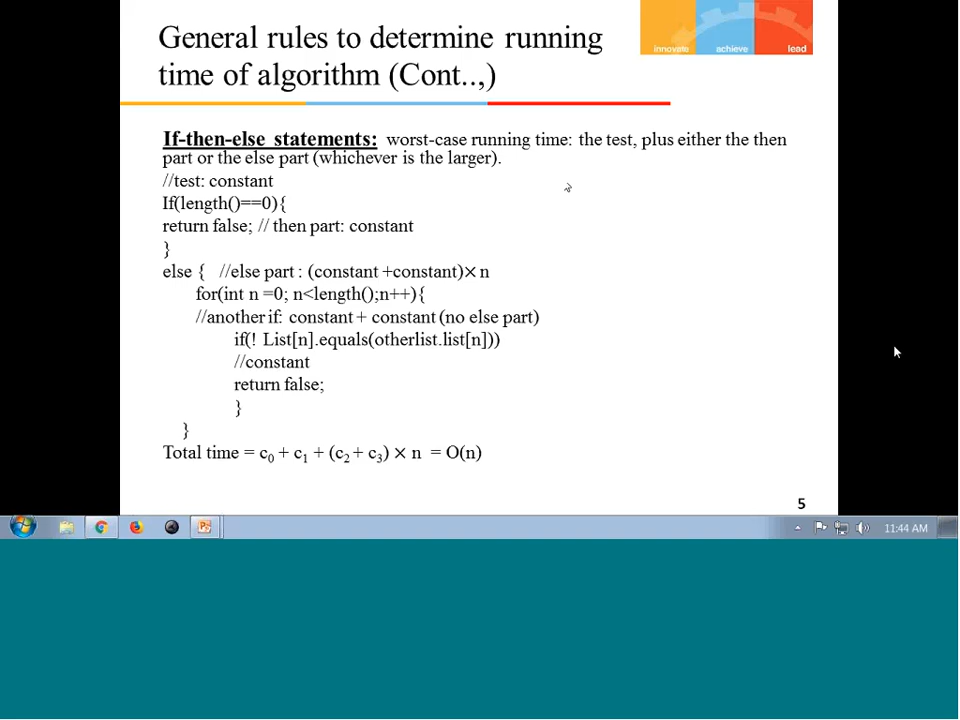 General rules to determine running
time of algorithm (Cont..,)
innovate achieve lead
If-then-else statements: worst-case running time: the test, plus either the then
part or the else part (whichever is the larger).
//test: constant
If(length()==0){
return false; // then part: constant
}
else { //else part : (constant +constant)× n
for(int n =0; n<length();n++){
//another if: constant + constant (no else part)
if(! List[n].equals(otherlist.list[n]))
//constant
return false;
}
}
Total time = c₀ + c₁ + (c₂ + c₃) × n = O(n)
5
11:44 AM